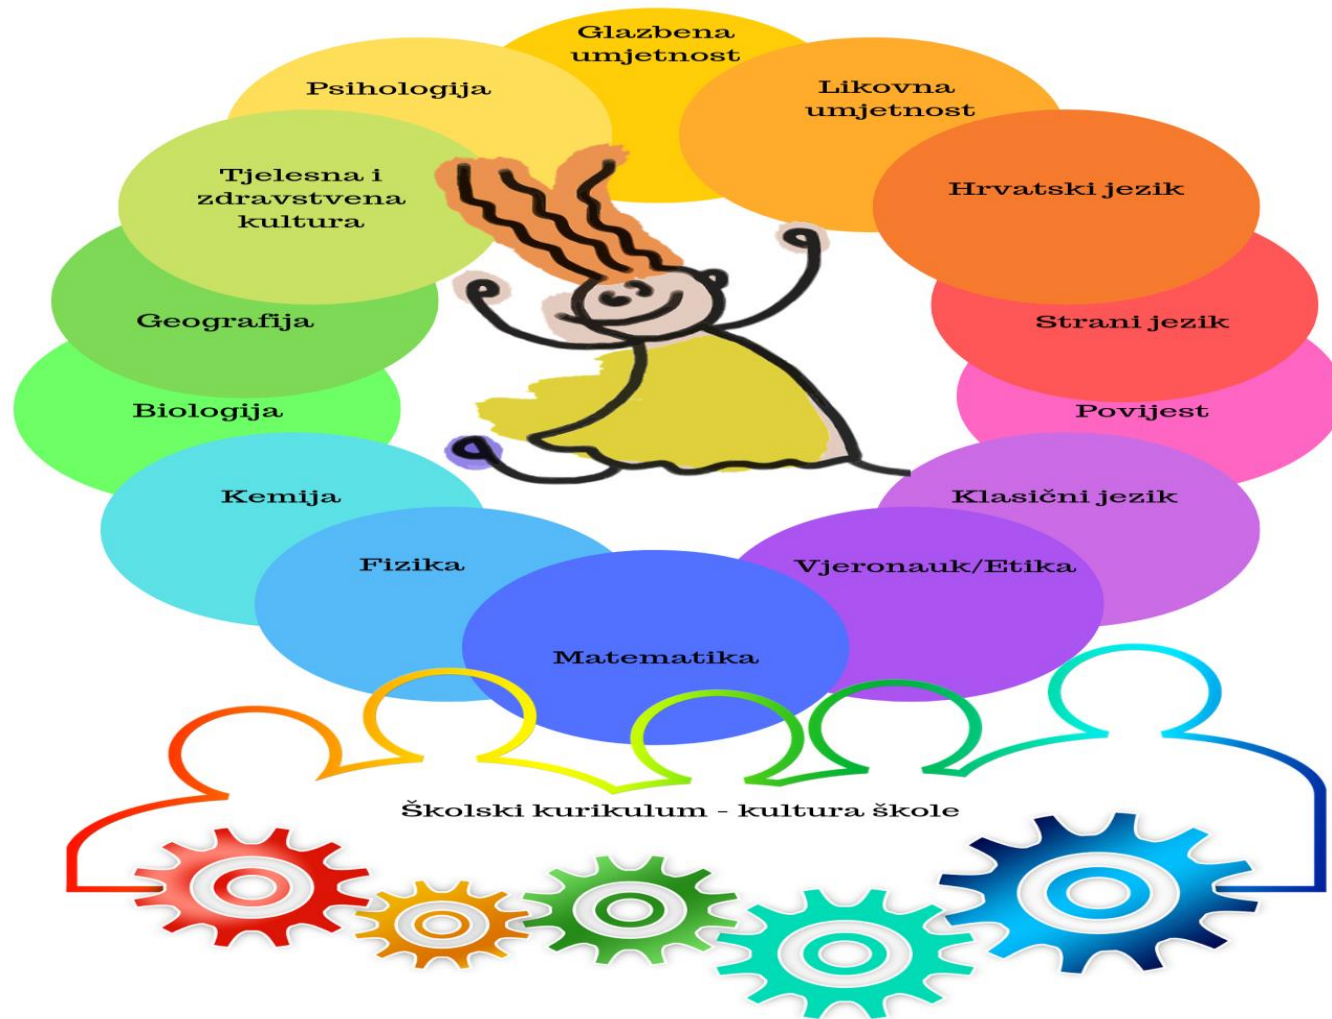 Glazbena
umjetnost
Likovna
umjetnost
Psihologija
Hrvatski jezik
Tjelesna i
zdravstvena
kultura
Strani jezik
Geografija
Povijest
Biologija
Klasični jezik
Kemija
Vjeronauk/Etika
Fizika
Matematika
Školski kurikulum - kultura škole